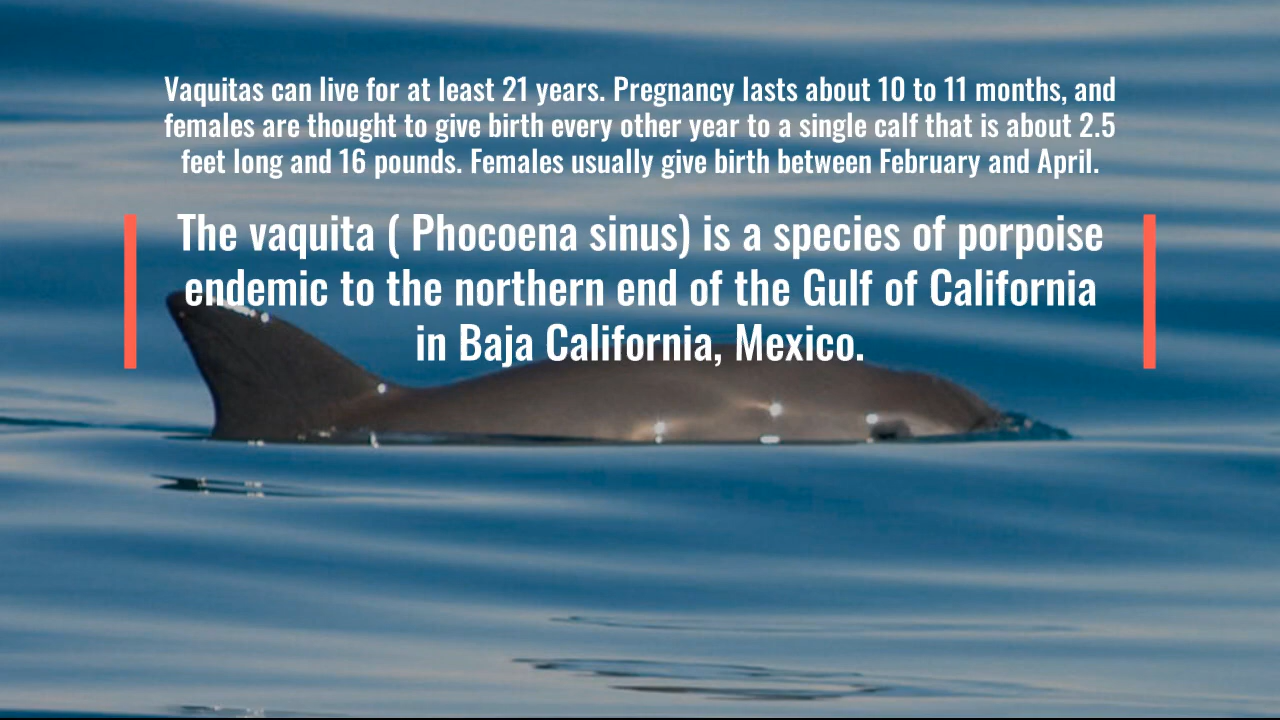 Vaquitas can live for at least 21 years. Pregnancy lasts about 10 to 11 months, and
females are thought to give birth every other year to a single calf that is about 2.5
feet long and 16 pounds. Females usually give birth between February and April.
The vaquita ( Phocoena sinus) is a species of porpoise
endemic to the northern end of the Gulf of California
in Baja California, Mexico.